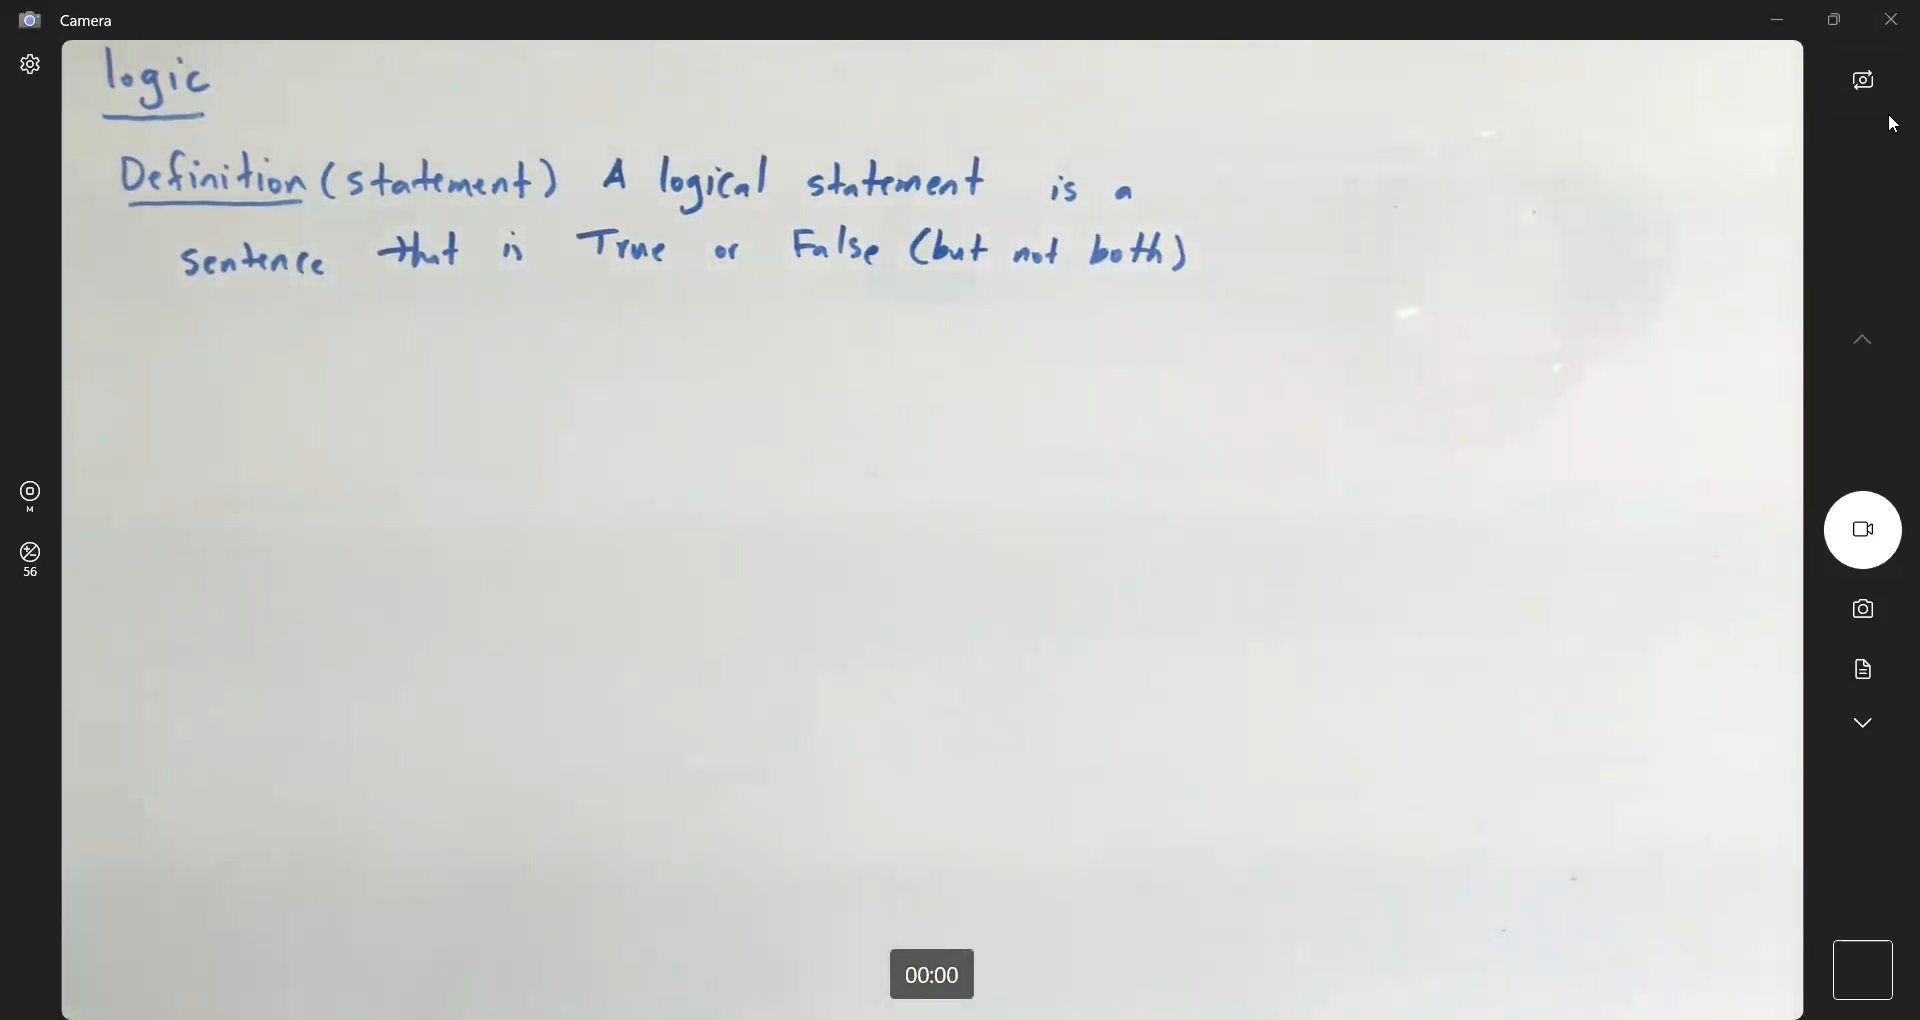 Camera
logic
Definition (statement) A logical statement is a
sentence that is True or False (but not both)
M
56
00:00